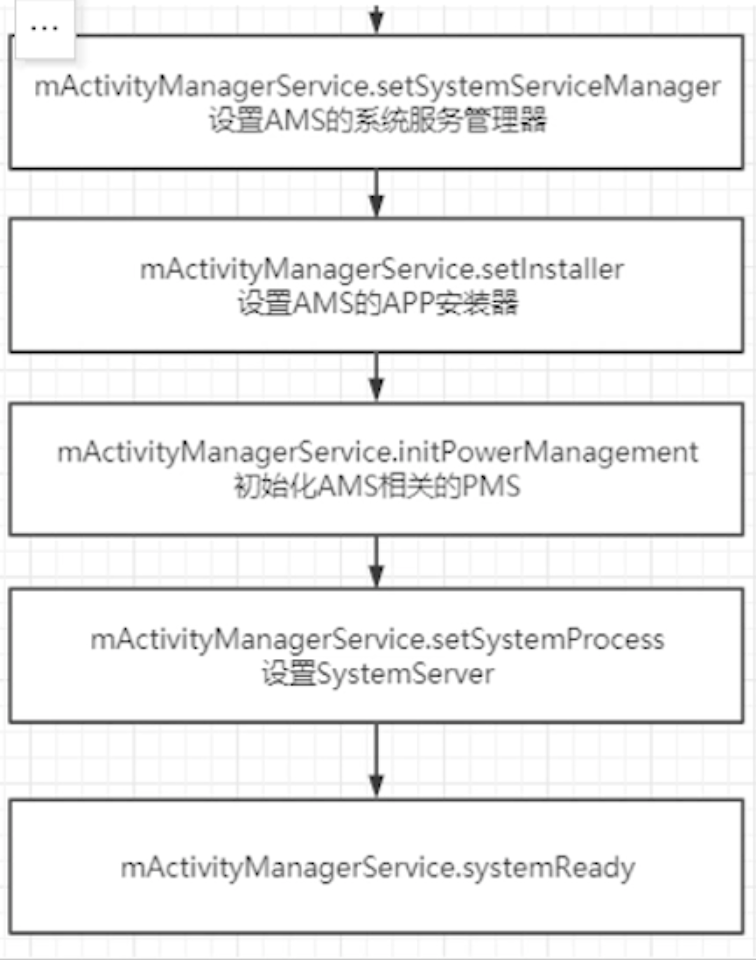 ...
mActivityManagerService.setSystemServiceManager
设置AMS的系统服务管理器
mActivityManagerService.setInstaller
设置AMS的APP安装器
mActivityManagerService.initPowerManagement
初始化AMS相关的PMS
mActivityManagerService.setSystemProcess
设置SystemServer
mActivityManagerService.systemReady